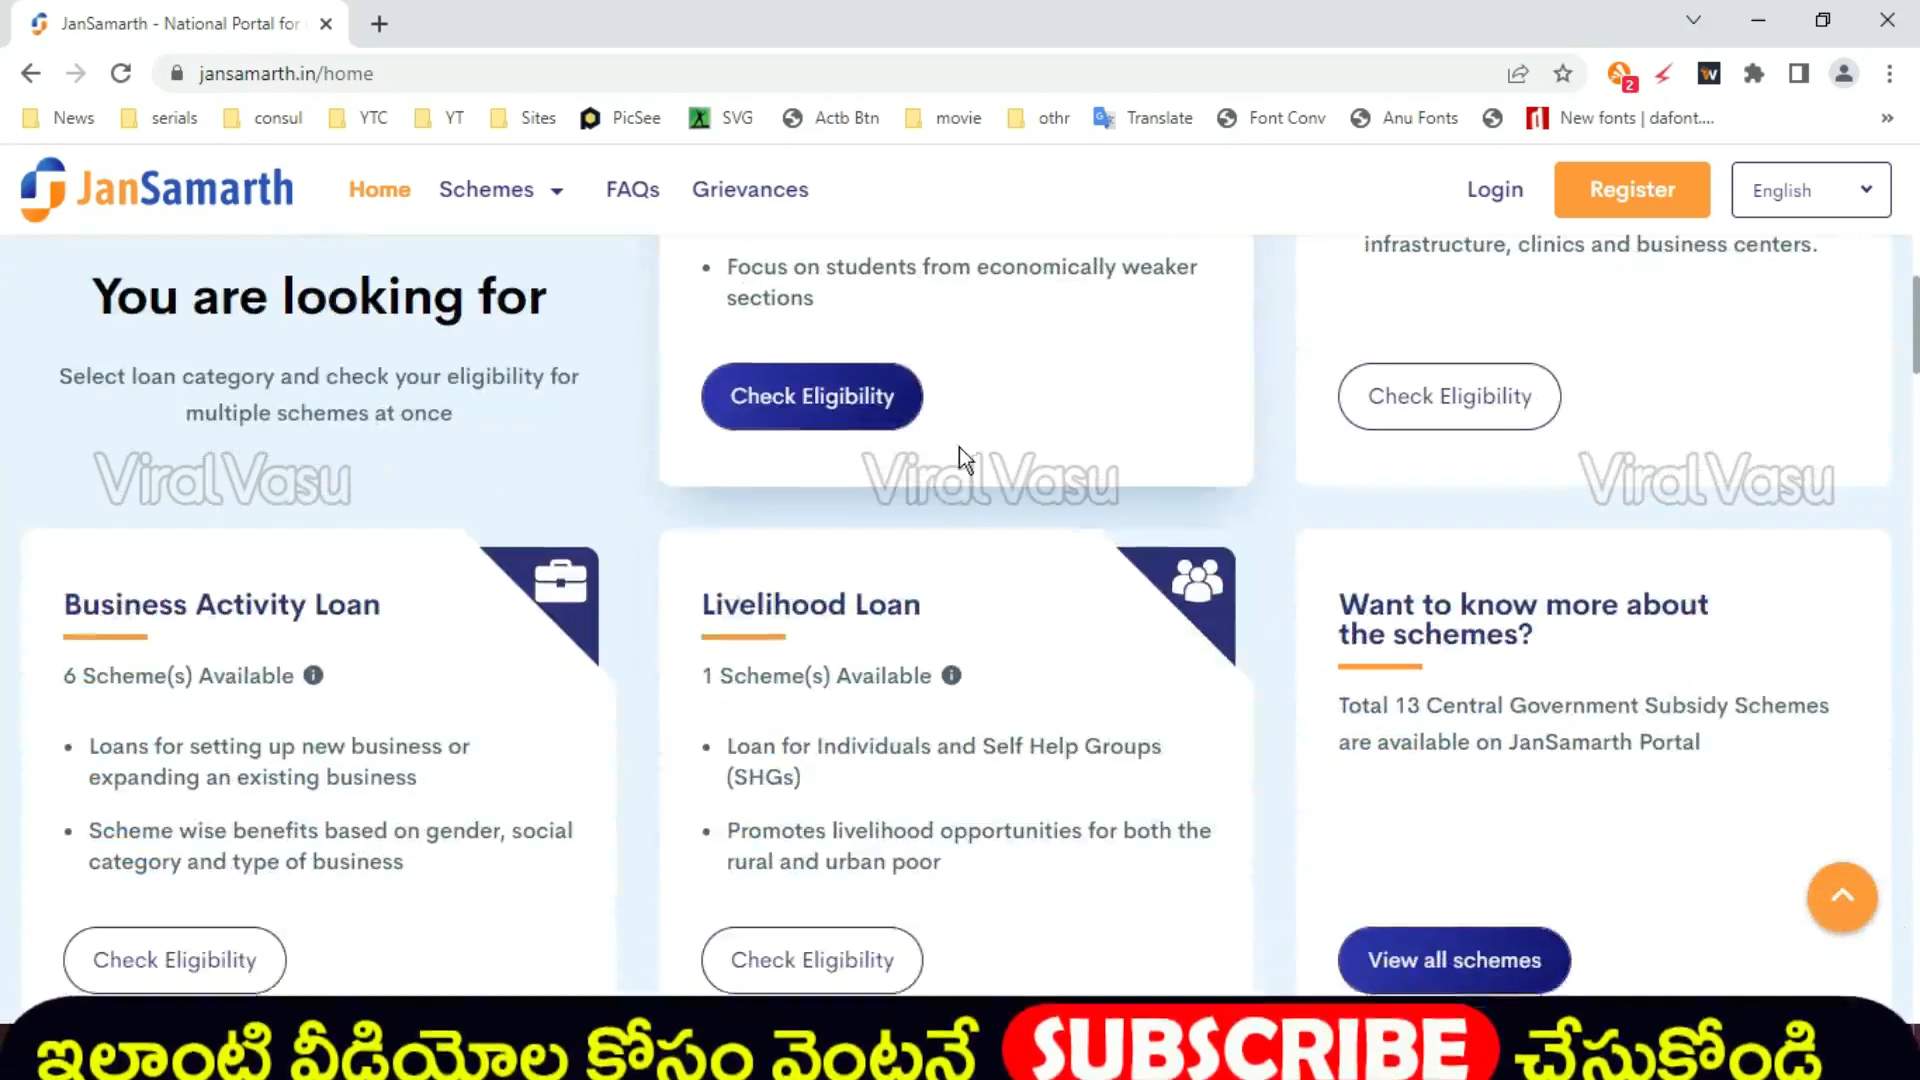 JanSamarth - National Portal for
jansamarth.in/home
2
News serials consul YTC YT Sites PicSee SVG Actb Btn movie othr Translate Font Conv Anu Fonts New fonts | dafont.... »
JanSamarth Home Schemes FAQs Grievances Login Register English
You are looking for
Select loan category and check your eligibility for
multiple schemes at once
• Focus on students from economically weaker
sections
Check Eligibility
infrastructure, clinics and business centers.
Check Eligibility
ViralVasu ViralVasu ViralVasu
Business Activity Loan
6 Scheme(s) Available
• Loans for setting up new business or
expanding an existing business
• Scheme wise benefits based on gender, social
category and type of business
Check Eligibility
Livelihood Loan
1 Scheme(s) Available
• Loan for Individuals and Self Help Groups
(SHGs)
• Promotes livelihood opportunities for both the
rural and urban poor
Check Eligibility
Want to know more about
the schemes?
Total 13 Central Government Subsidy Schemes
are available on JanSamarth Portal
View all schemes
ఇలాంటి వీడియోల కోసం వెంటనే SUBSCRIBE చేసుకోండి